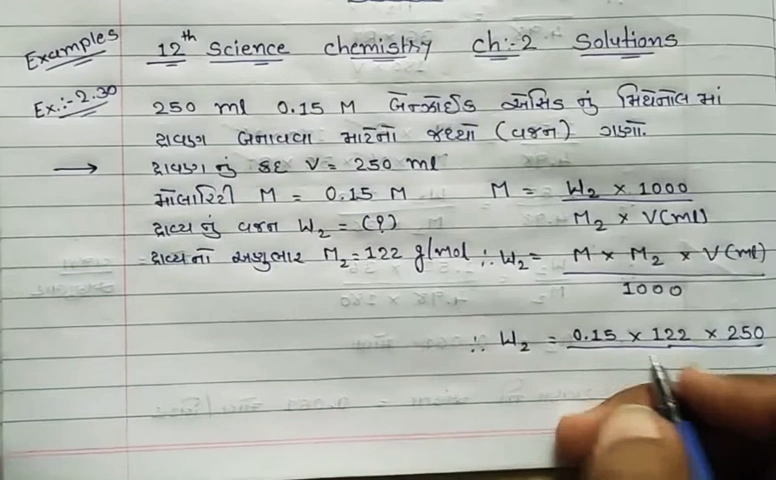 Examples
12th Science chemistry ch:-2 Solutions
Ex:-2.30
250 ml 0.15 M બેન્ઝોઈક એસિડ નું મિથેનોલ માં
દ્રાવણ બનાવવા માટેનો જથ્થો (વજન) ગણો.
→ દ્રાવણ નું કદ V = 250 ml
મોલારિટી M = 0.15 M M = W2 × 1000 / M2 × V(ml)
દ્રાવ્ય નું વજન W2 = (?)
દ્રાવ્યનો અણુભાર M2 = 122 g/mol ∴ W2 = M × M2 × V(ml) / 1000
∴ W2 = 0.15 × 122 × 250